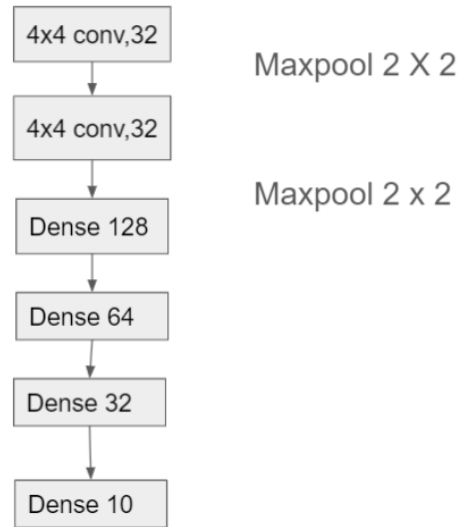 4x4 conv,32
Maxpool 2 X 2
4x4 conv,32
Maxpool 2 x 2
Dense 128
Dense 64
Dense 32
Dense 10